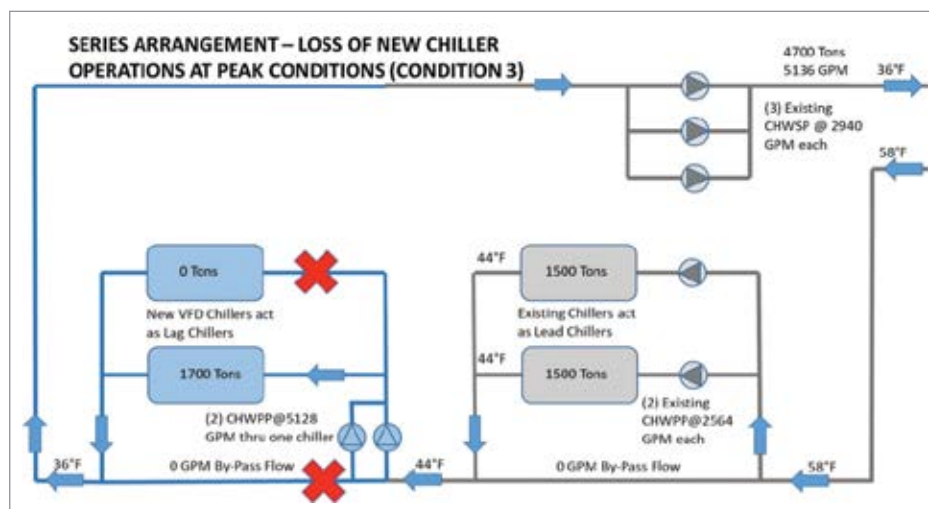 SERIES ARRANGEMENT – LOSS OF NEW CHILLER
OPERATIONS AT PEAK CONDITIONS (CONDITION 3)
4700 Tons
5136 GPM
36°F
(3) Existing
CHWSP @ 2940
GPM each
58°F
0 Tons
New VFD Chillers act
as Lag Chillers
1700 Tons
(2) CHWPP@5128
GPM thru one chiller
36°F
0 GPM By-Pass Flow
44°F
44°F
1500 Tons
Existing Chillers act
as Lead Chillers
44°F
1500 Tons
(2) Existing
CHWPP@2564
GPM each
0 GPM By-Pass Flow
58°F